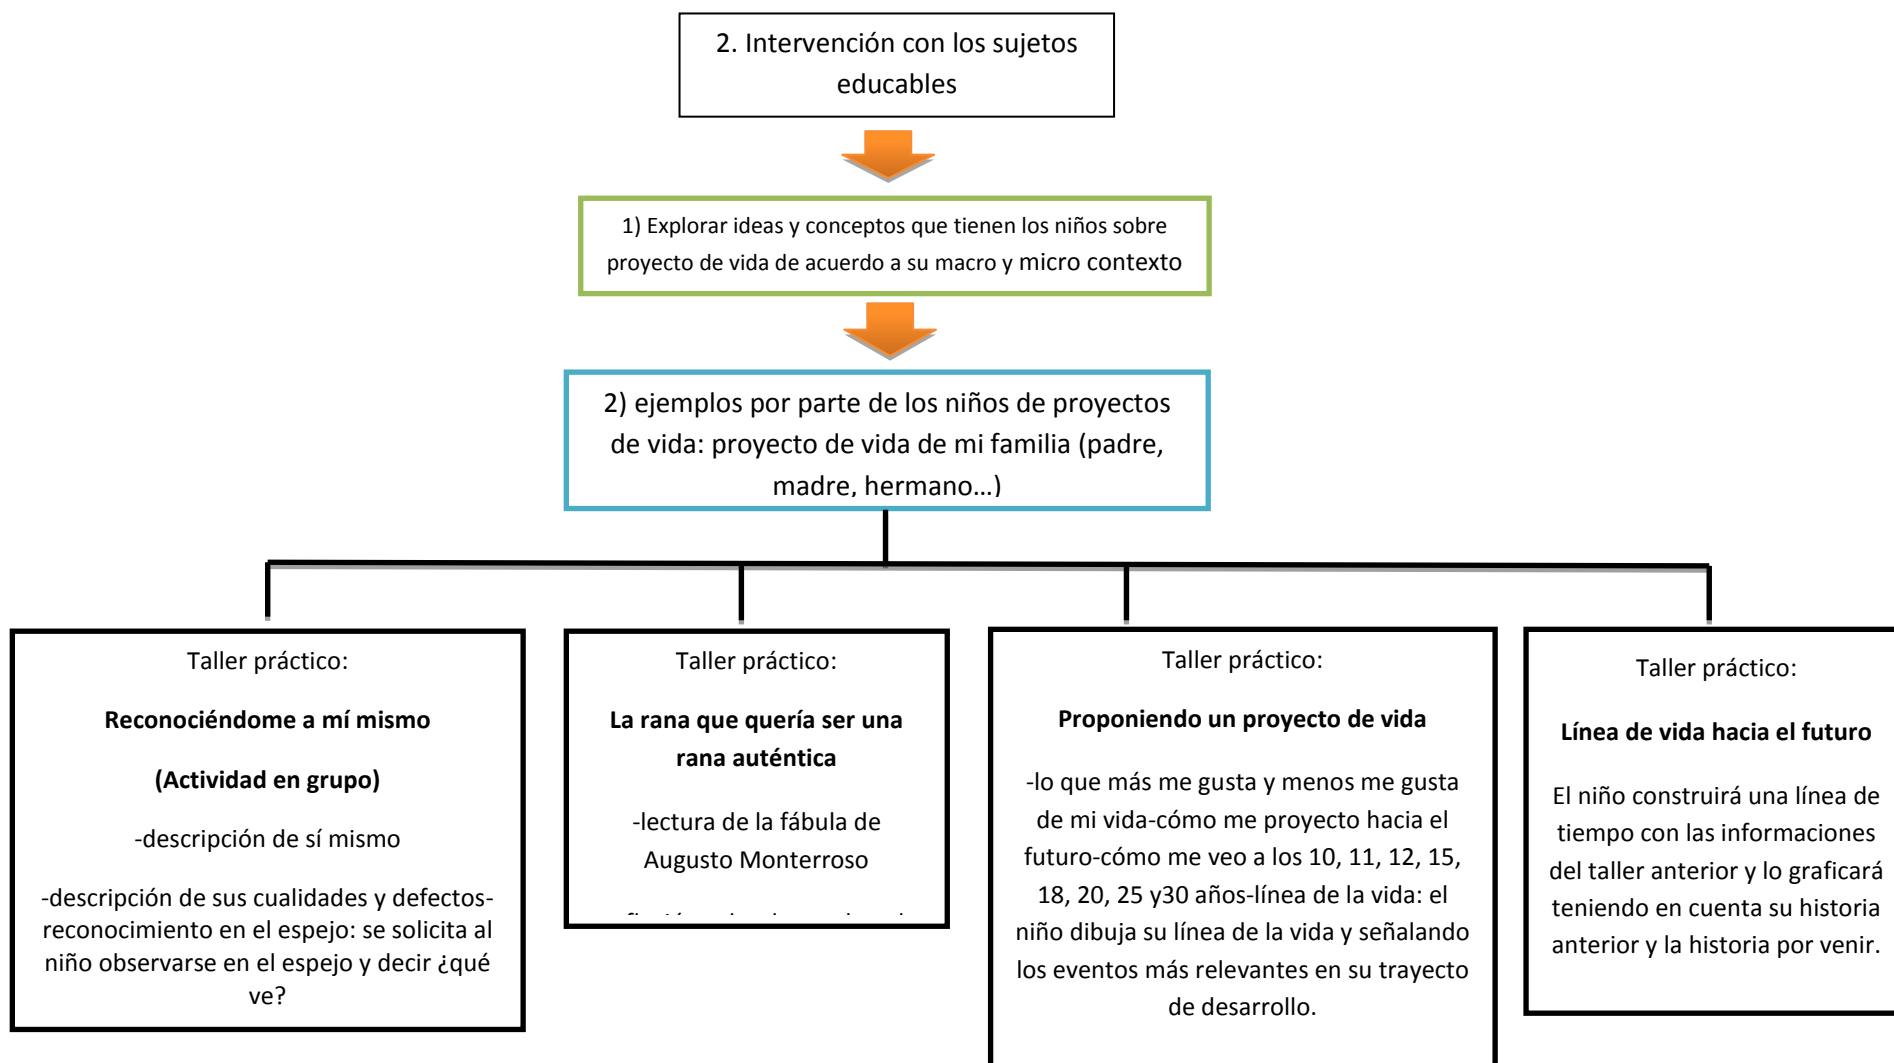 2. Intervención con los sujetos
educables
1) Explorar ideas y conceptos que tienen los niños sobre
proyecto de vida de acuerdo a su macro y micro contexto
2) ejemplos por parte de los niños de proyectos
de vida: proyecto de vida de mi familia (padre,
madre, hermano...)
Taller práctico:
Reconociéndome a mí mismo
(Actividad en grupo)
-descripción de sí mismo
-descripción de sus cualidades y defectos-
reconocimiento en el espejo: se solicita al
niño observarse en el espejo y decir ¿qué
ve?
Taller práctico:
La rana que quería ser una
rana auténtica
-lectura de la fábula de
Augusto Monterroso
Taller práctico:
Proponiendo un proyecto de vida
-lo que más me gusta y menos me gusta
de mi vida-cómo me proyecto hacia el
futuro-cómo me veo a los 10, 11, 12, 15,
18, 20, 25 y30 años-línea de la vida: el
niño dibuja su línea de la vida y señalando
los eventos más relevantes en su trayecto
de desarrollo.
Taller práctico:
Línea de vida hacia el futuro
El niño construirá una línea de
tiempo con las informaciones
del taller anterior y lo graficará
teniendo en cuenta su historia
anterior y la historia por venir.